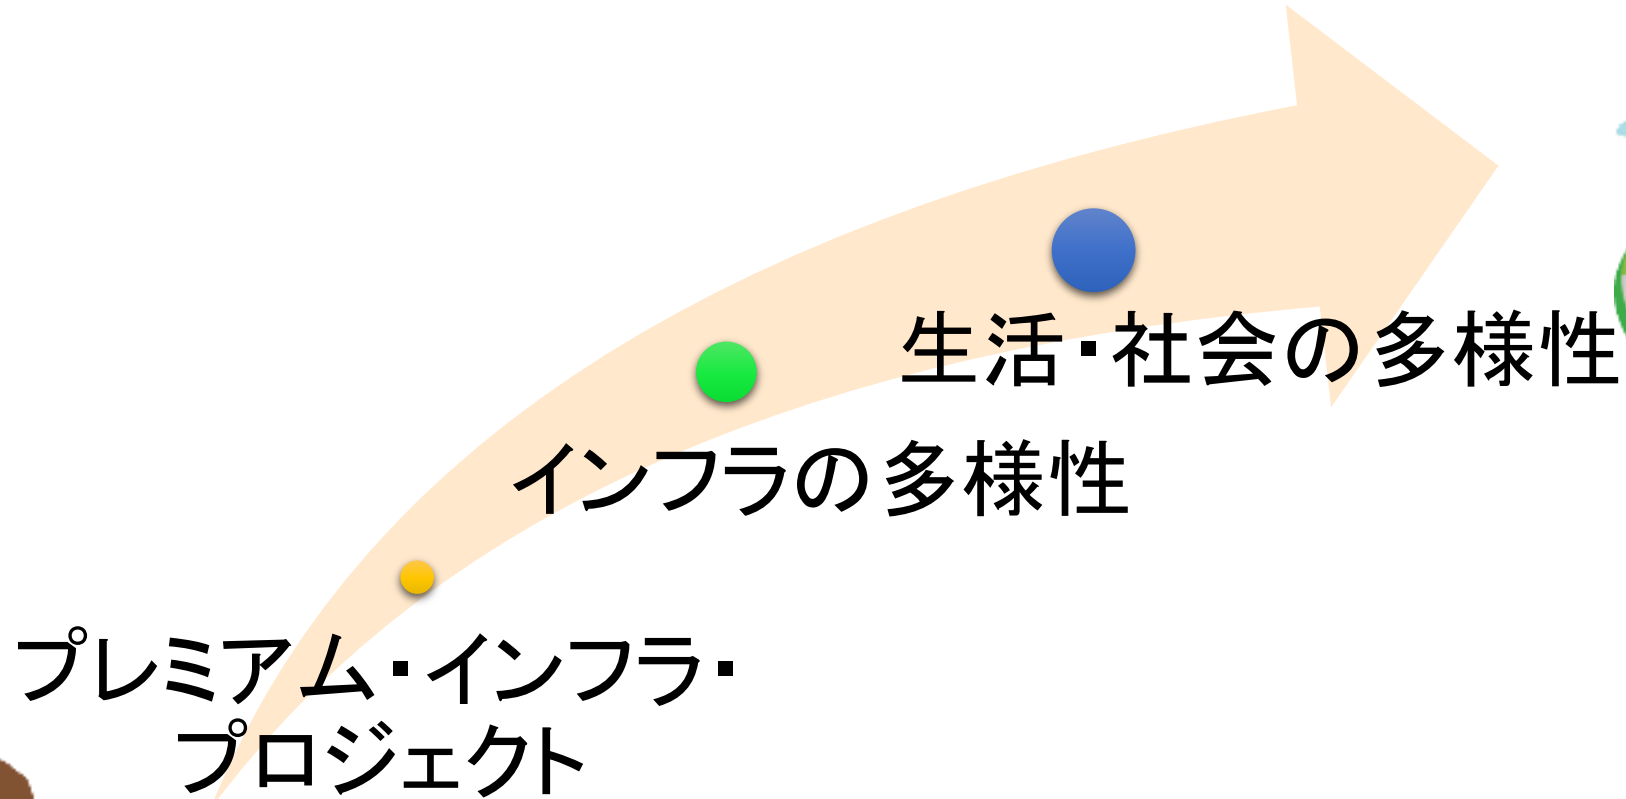 生活・社会の多様性
インフラの多様性
プレミアム・インフラ・
プロジェクト